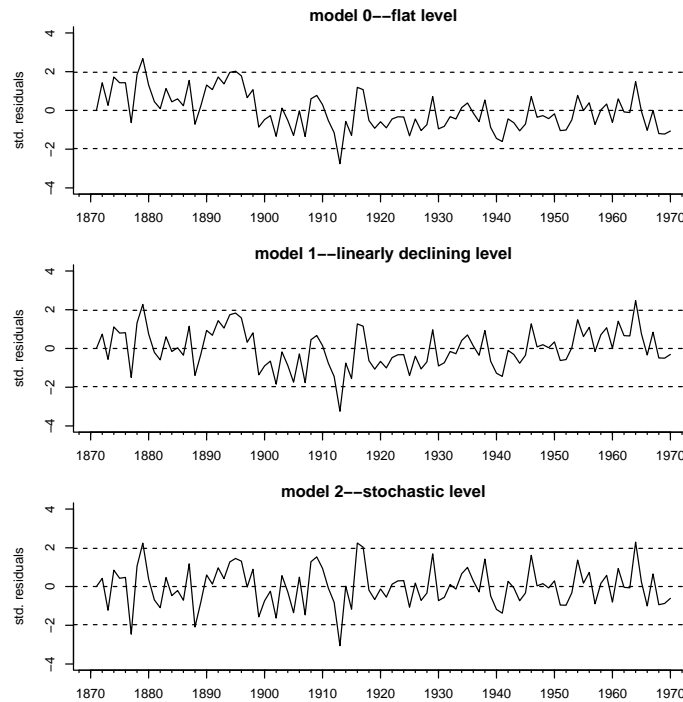 model 0--flat level
std. residuals
4
2
0
-2
-4
1870 1880 1890 1900 1910 1920 1930 1940 1950 1960 1970
model 1--linearly declining level
std. residuals
4
2
0
-2
-4
1870 1880 1890 1900 1910 1920 1930 1940 1950 1960 1970
model 2--stochastic level
std. residuals
4
2
0
-2
-4
1870 1880 1890 1900 1910 1920 1930 1940 1950 1960 1970